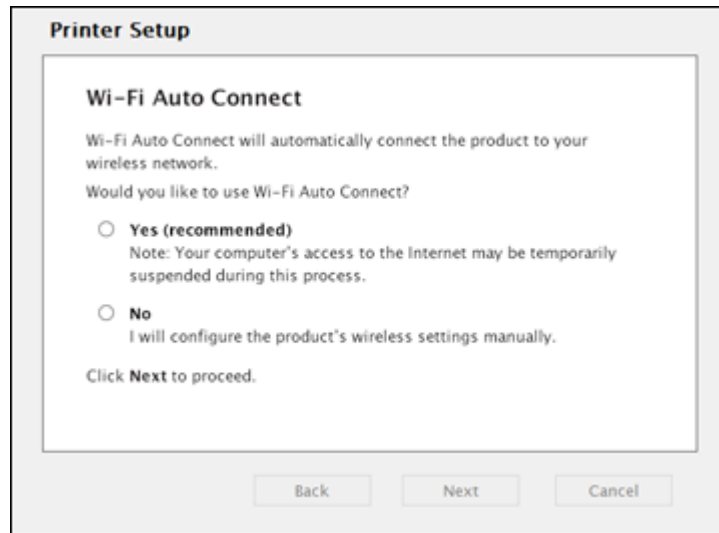 Printer Setup
Wi-Fi Auto Connect
Wi-Fi Auto Connect will automatically connect the product to your
wireless network.
Would you like to use Wi-Fi Auto Connect?
Yes (recommended)
Note: Your computer's access to the Internet may be temporarily
suspended during this process.
No
I will configure the product's wireless settings manually.
Click Next to proceed.
Back Next Cancel